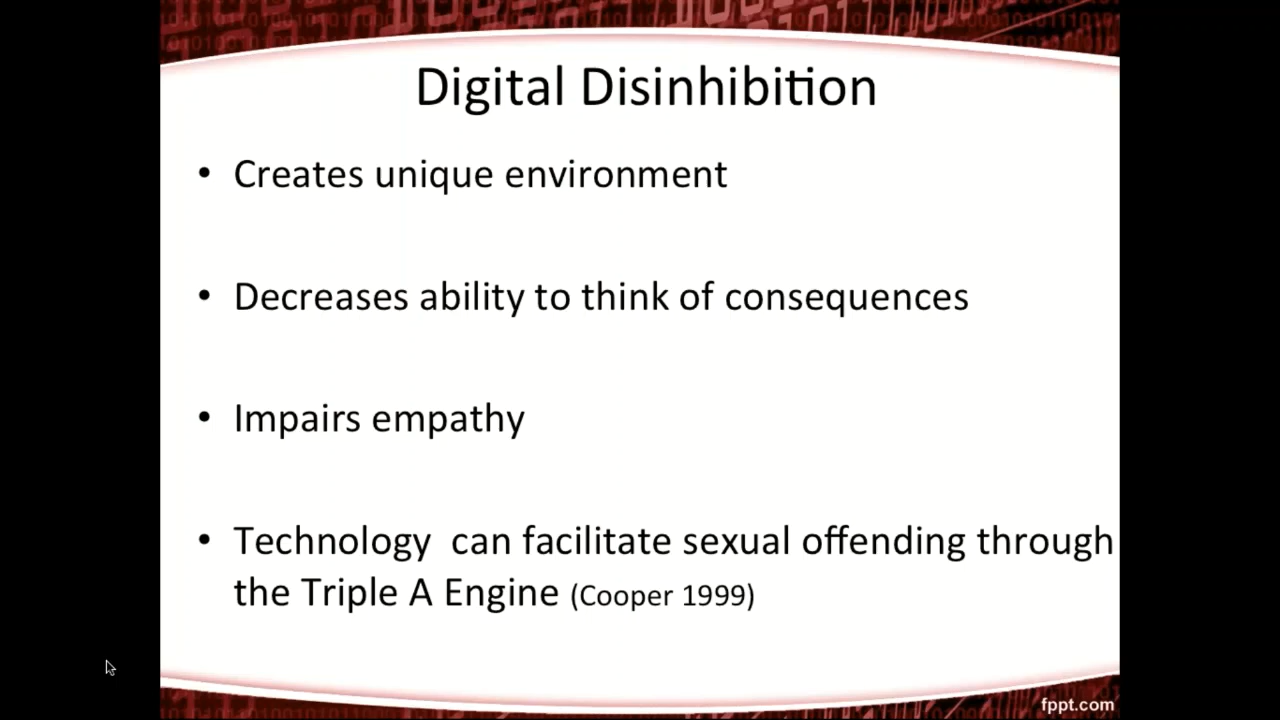 Digital Disinhibition
• Creates unique environment
• Decreases ability to think of consequences
• Impairs empathy
• Technology  can facilitate sexual offending through
the Triple A Engine (Cooper 1999)
fppt.com